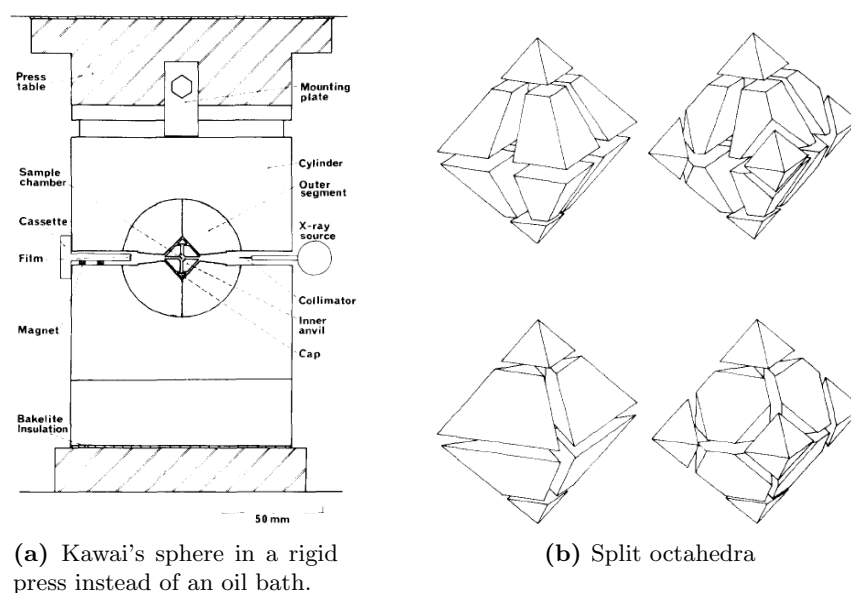 Press
table
Mounting
plate
Sample
chamber
Cylinder
Outer
segment
Cassette
X-ray
source
Film
Collimator
Magnet
Inner
anvil
Cap
Bakelite
Insulation
50 mm
(a) Kawai's sphere in a rigid
press instead of an oil bath.
(b) Split octahedra